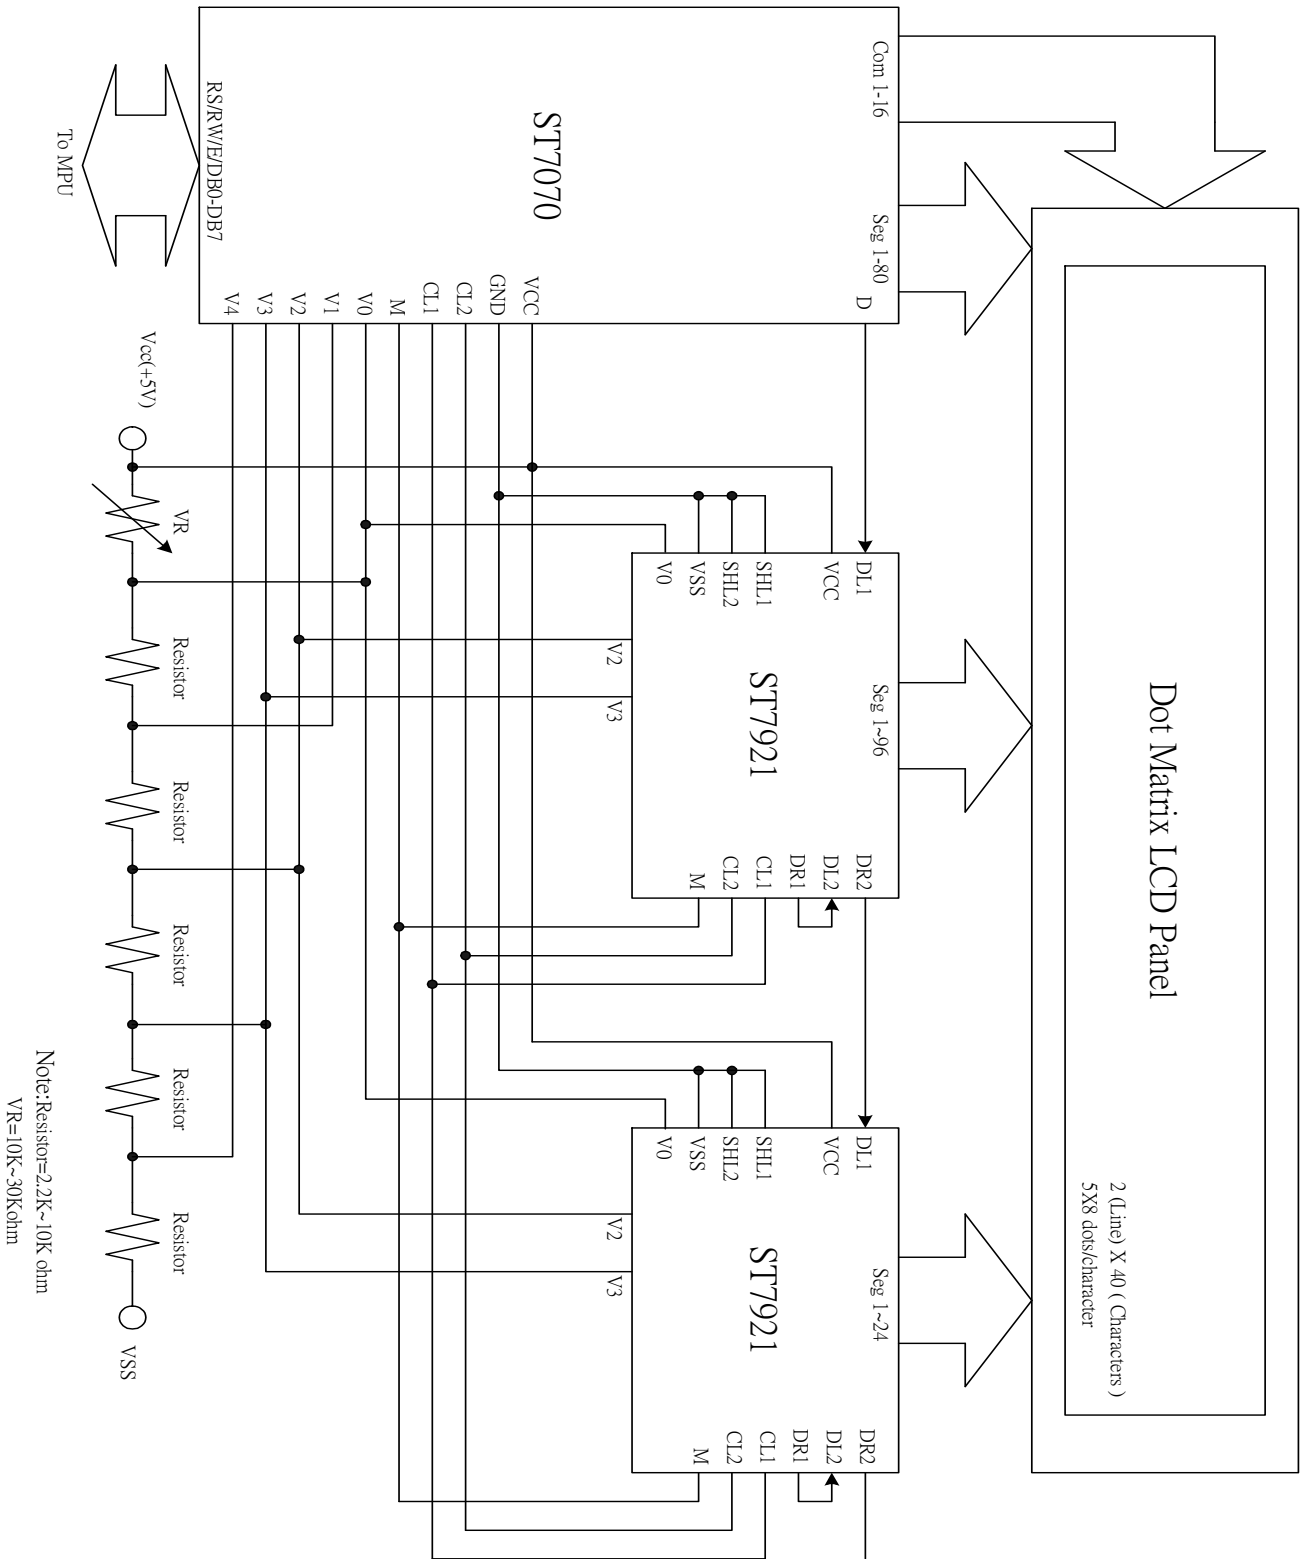 Dot Matrix LCD Panel
2 (Line) X 40 ( Characters )
5X8 dots/character
Com 1-16
Seg 1-80
D
ST7070
RS/RW/E/DB0-DB7
To MPU
VCC
GND
CL2
CL1
M
V0
V1
V2
V3
V4
Seg 1~96
DL1
VCC
SHL1
SHL2
VSS
V0
ST7921
V2
V3
DR2
DL2
DR1
CL1
CL2
M
Seg 1~24
DL1
VCC
SHL1
SHL2
VSS
V0
ST7921
V2
V3
DR2
DL2
DR1
CL1
CL2
M
Vcc(+5V)
VR
Resistor
Resistor
Resistor
Resistor
Resistor
VSS
Note:Resistor=2.2K~10K ohm
VR=10K~30Kohm